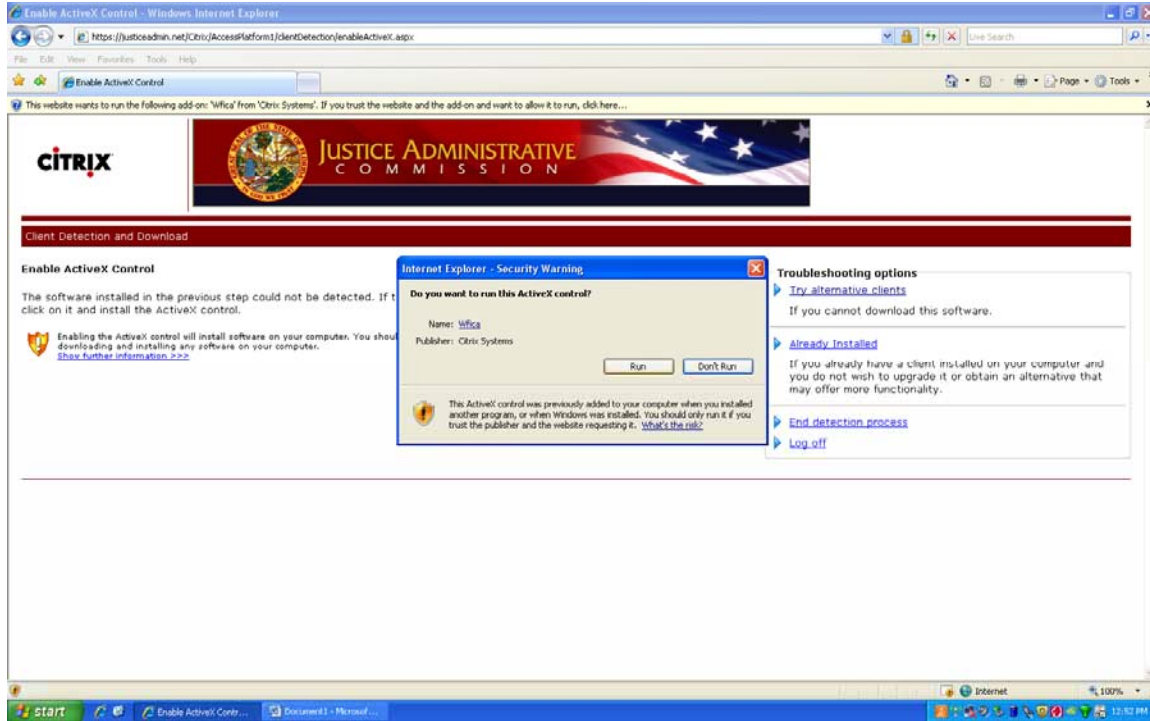 Enable ActiveX Control - Windows Internet Explorer
https://justiceadmin.net/Citrix/AccessPlatform1/clientDetection/enableActiveX.aspx
Live Search
File Edit View Favorites Tools Help
Enable ActiveX Control
Page Tools
This website wants to run the following add-on: 'Wfica' from 'Citrix Systems'. If you trust the website and the add-on and want to allow it to run, click here...
CITRIX
JUSTICE ADMINISTRATIVE
COMMISSION
Client Detection and Download
Enable ActiveX Control
The software installed in the previous step could not be detected. If t
click on it and install the ActiveX control.
Enabling the ActiveX control will install software on your computer. You shoul
downloading and installing any software on your computer.
Show further information >>>
Internet Explorer - Security Warning
Do you want to run this ActiveX control?
Name: Wfica
Publisher: Citrix Systems
Run Don't Run
This ActiveX control was previously added to your computer when you installed
another program, or when Windows was installed. You should only run it if you
trust the publisher and the website requesting it. What's the risk?
Troubleshooting options
Try alternative clients
If you cannot download this software.
Already Installed
If you already have a client installed on your computer and
you do not wish to upgrade it or obtain an alternative that
may offer more functionality.
End detection process
Log off
Internet 100%
start Enable ActiveX Contr... Document1 - Microsof... 12:52 PM